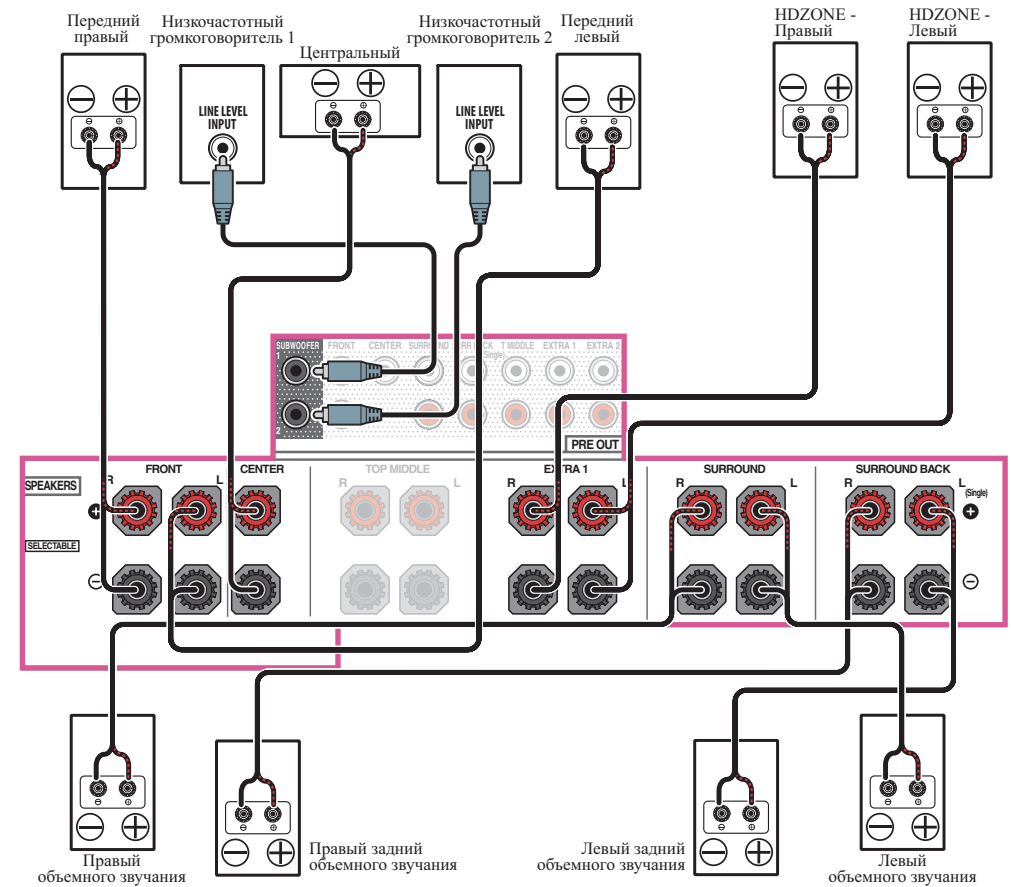 Передний
правый
Низкочастотный
громкоговоритель 1
Центральный
Низкочастотный
громкоговоритель 2
Передний
левый
HDZONE -
Правый
HDZONE -
Левый
LINE LEVEL
INPUT
LINE LEVEL
INPUT
SUBWOOFER
1
FRONT
CENTER
SURROUND
(Single)
T MIDDLE
EXTRA 1
EXTRA 2
2
PRE OUT
SPEAKERS
FRONT
CENTER
TOP MIDDLE
EXTRA 1
SURROUND
SURROUND BACK
R
L
R
L
R
L
R
L
R
L
(Single)
SELECTABLE
Правый
объемного звучания
Правый задний
объемного звучания
Левый задний
объемного звучания
Левый
объемного звучания